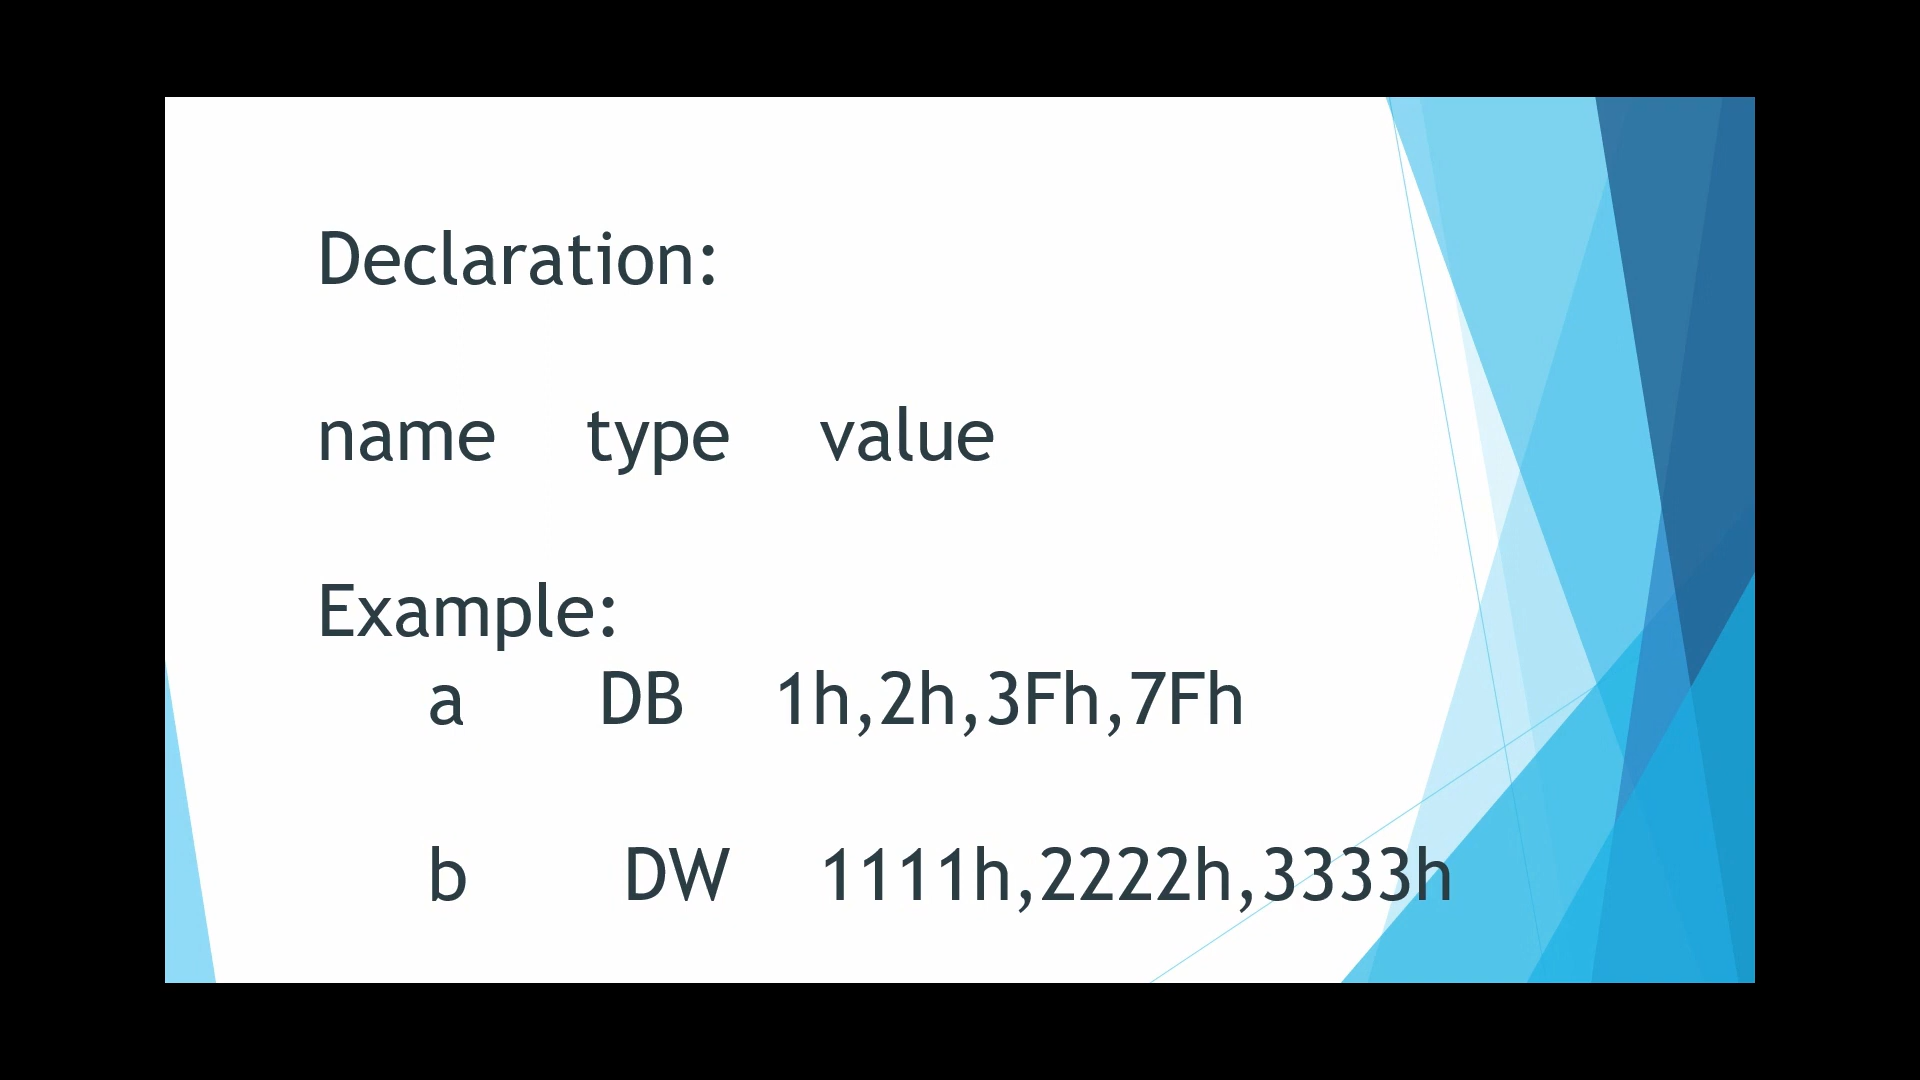 Declaration:
name type value
Example:
a DB 1h,2h,3Fh,7Fh
b DW 1111h,2222h,3333h